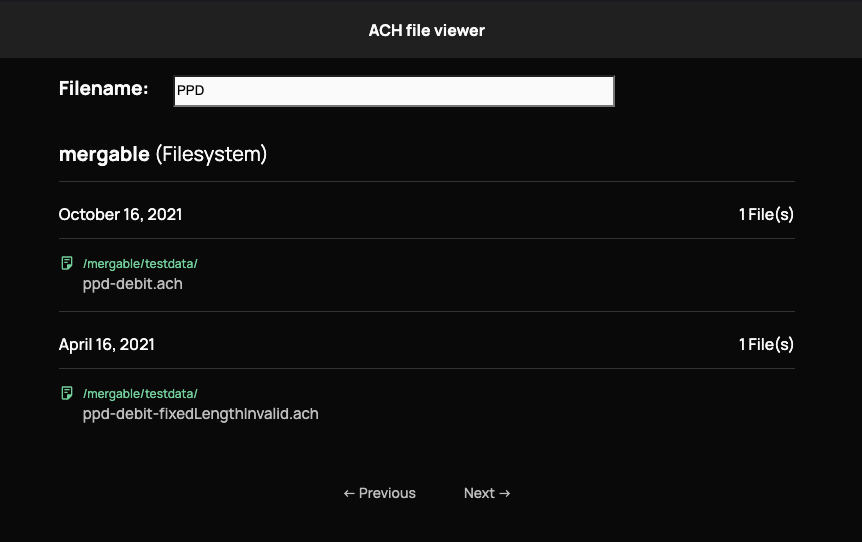 ACH file viewer
Filename: PPD
mergable (Filesystem)
October 16, 2021 1 File(s)
/mergable/testdata/
ppd-debit.ach
April 16, 2021 1 File(s)
/mergable/testdata/
ppd-debit-fixedLengthInvalid.ach
← Previous Next →